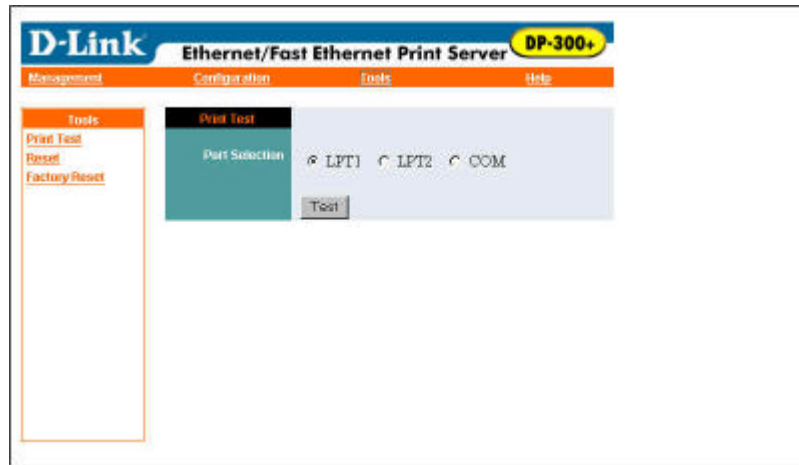 D-Link
Ethernet/Fast Ethernet Print Server
DP-300+
Management Configuration Tools Help
Tools
Print Test
Reset
Factory Reset
Print Test
Port Selection
LPT1 LPT2 COM
Test